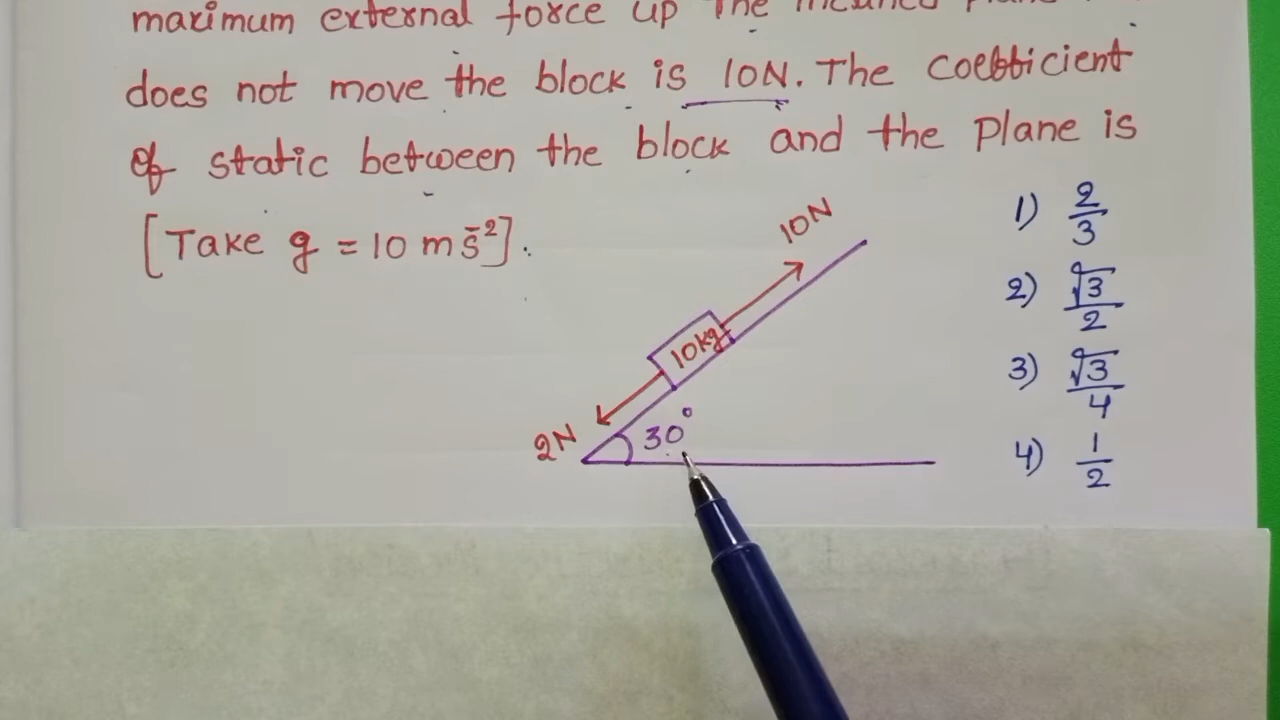 maximum external force up the inclined plane
does not move the block is 10N. The coefficient
of static between the block and the plane is
[Take g = 10 m s̄²].
10N
10kg
2N
30°
1) 2/3
2) √3/2
3) √3/4
4) 1/2